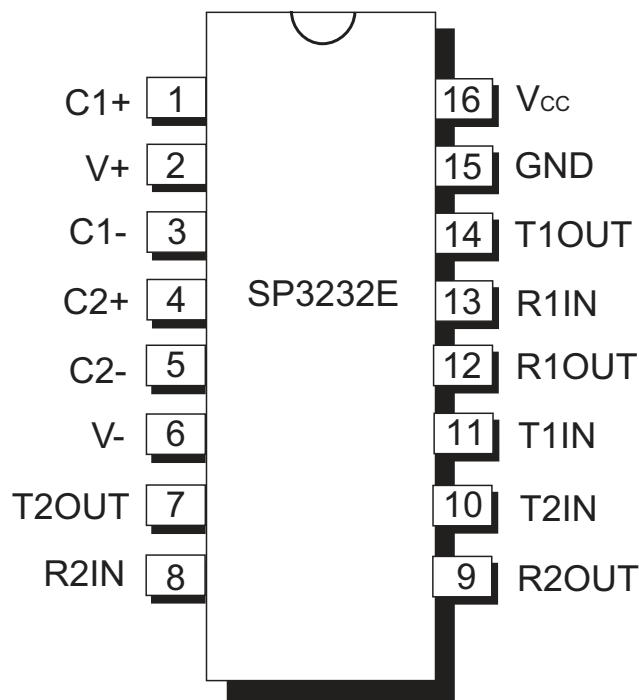 C1+ 1 16 Vcc
V+ 2 15 GND
C1- 3 14 T1OUT
C2+ 4 SP3232E 13 R1IN
C2- 5 12 R1OUT
V- 6 11 T1IN
T2OUT 7 10 T2IN
R2IN 8 9 R2OUT